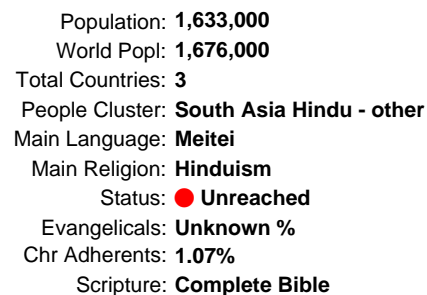 Population: 1,633,000
World Popl: 1,676,000
Total Countries: 3
People Cluster: South Asia Hindu - other
Main Language: Meitei
Main Religion: Hinduism
Status: Unreached
Evangelicals: Unknown %
Chr Adherents: 1.07%
Scripture: Complete Bible